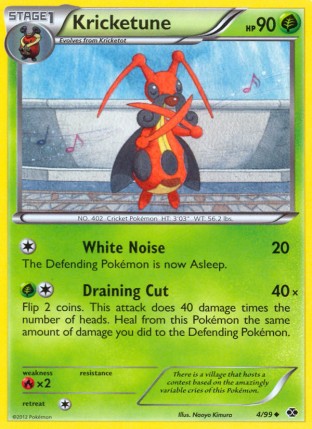 STAGE1
Kricketune
HP 90
Evolves from Kricketot
NO. 402 Cricket Pokémon HT. 3'03" WT. 56.2 lbs.
White Noise 20
The Defending Pokémon is now Asleep.
Draining Cut 40×
Flip 2 coins. This attack does 40 damage times the
number of heads. Heal from this Pokémon the same
amount of damage you did to the Defending Pokémon.
weakness resistance
×2
retreat
There is a village that hosts a
contest based on the amazingly
variable cries of this Pokémon.
©2012 Pokémon
Illus. Naoyo Kimura
4/99